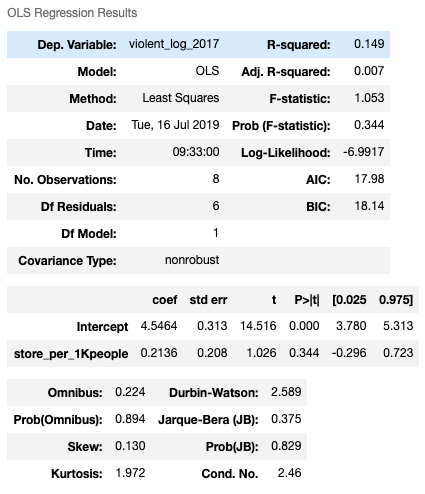 OLS Regression Results
Dep. Variable: violent_log_2017 R-squared: 0.149
Model: OLS Adj. R-squared: 0.007
Method: Least Squares F-statistic: 1.053
Date: Tue, 16 Jul 2019 Prob (F-statistic): 0.344
Time: 09:33:00 Log-Likelihood: -6.9917
No. Observations: 8 AIC: 17.98
Df Residuals: 6 BIC: 18.14
Df Model: 1
Covariance Type: nonrobust
coef std err t P>|t| [0.025 0.975]
Intercept 4.5464 0.313 14.516 0.000 3.780 5.313
store_per_1Kpeople 0.2136 0.208 1.026 0.344 -0.296 0.723
Omnibus: 0.224 Durbin-Watson: 2.589
Prob(Omnibus): 0.894 Jarque-Bera (JB): 0.375
Skew: 0.130 Prob(JB): 0.829
Kurtosis: 1.972 Cond. No. 2.46